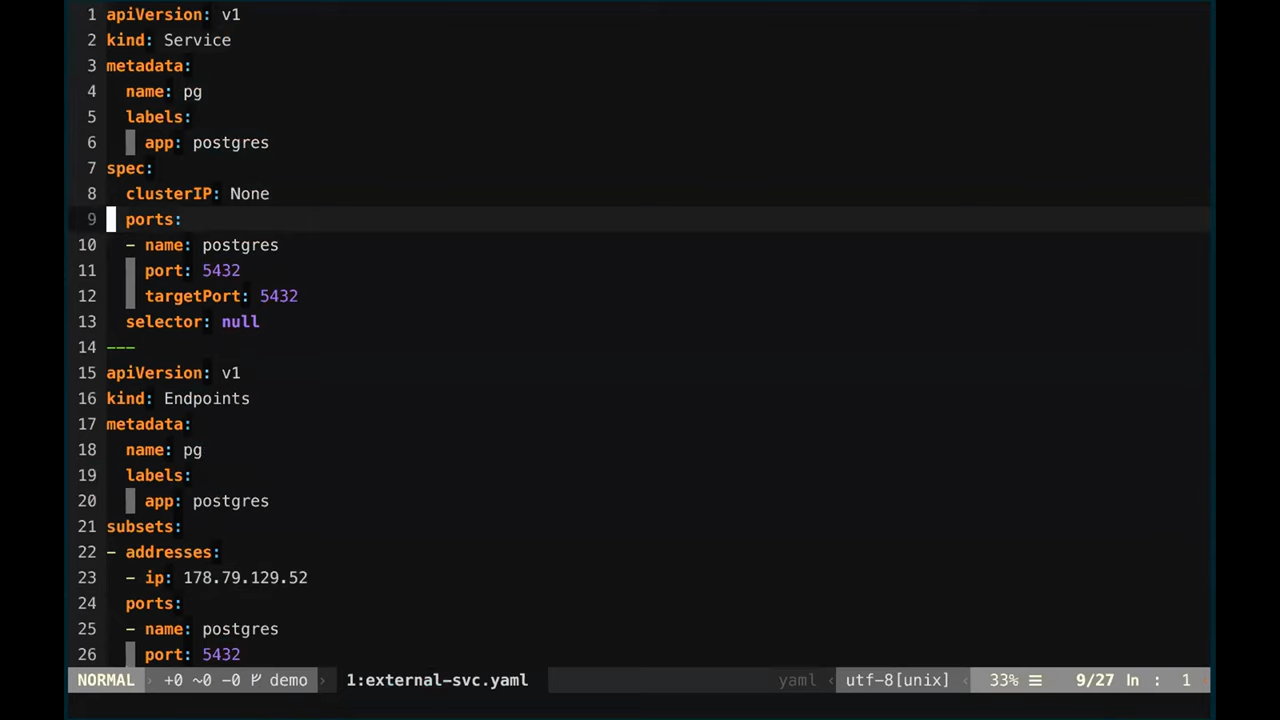 1 apiVersion: v1
2 kind: Service
3 metadata:
4   name: pg
5   labels:
6     app: postgres
7 spec:
8   clusterIP: None
9   ports:
10   - name: postgres
11     port: 5432
12     targetPort: 5432
13   selector: null
14 ---
15 apiVersion: v1
16 kind: Endpoints
17 metadata:
18   name: pg
19   labels:
20     app: postgres
21 subsets:
22 - addresses:
23   - ip: 178.79.129.52
24   ports:
25   - name: postgres
26     port: 5432
NORMAL › +0 ~0 -0 ᚠ demo › 1:external-svc.yaml yaml ‹ utf-8[unix] ‹ 33% ☰ 9/27 ln : 1